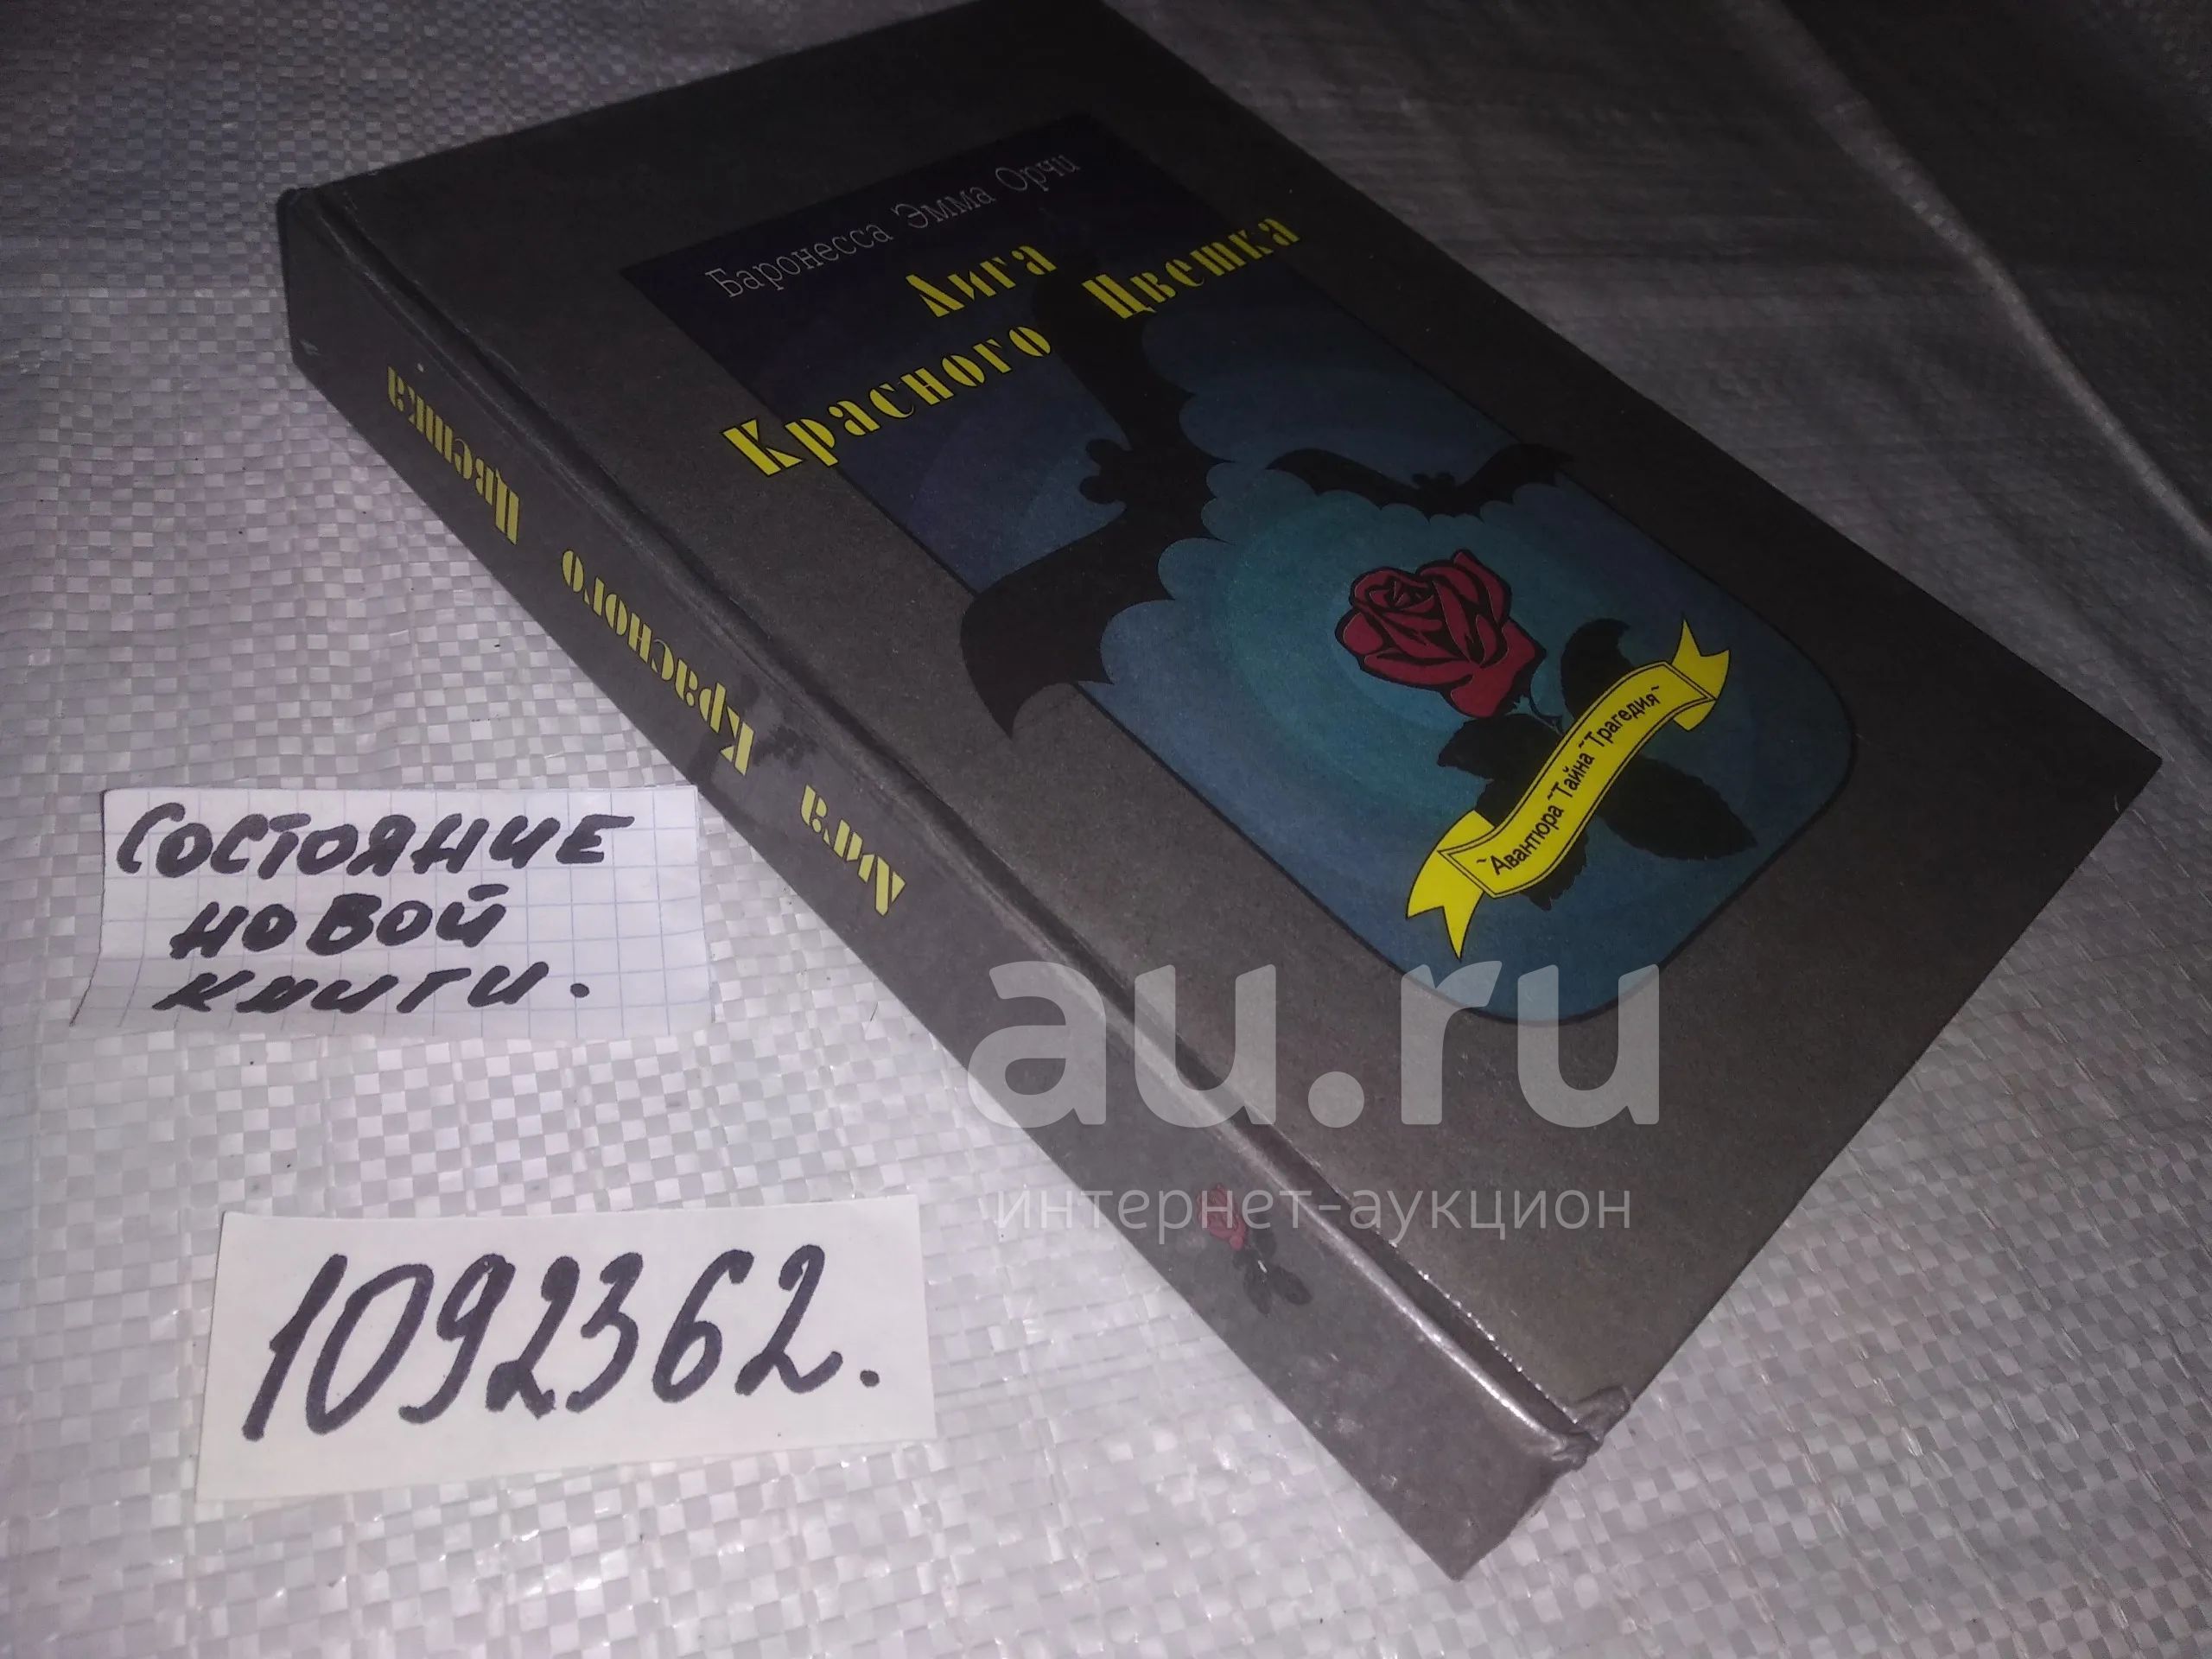 Баронесса Эмма Орчи
Лига
Красного Цветка
~Авантюра~Тайна~Трагедия~
Лига Красного Цветка
СОСТОЯНИЕ
НОВОЙ
КНИГИ.
1092362.
au.ru
интернет-аукцион